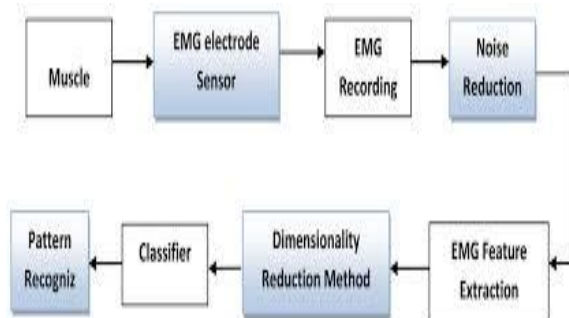 Muscle
EMG electrode
Sensor
EMG
Recording
Noise
Reduction
EMG Feature
Extraction
Dimensionality
Reduction Method
Classifier
Pattern
Recogniz